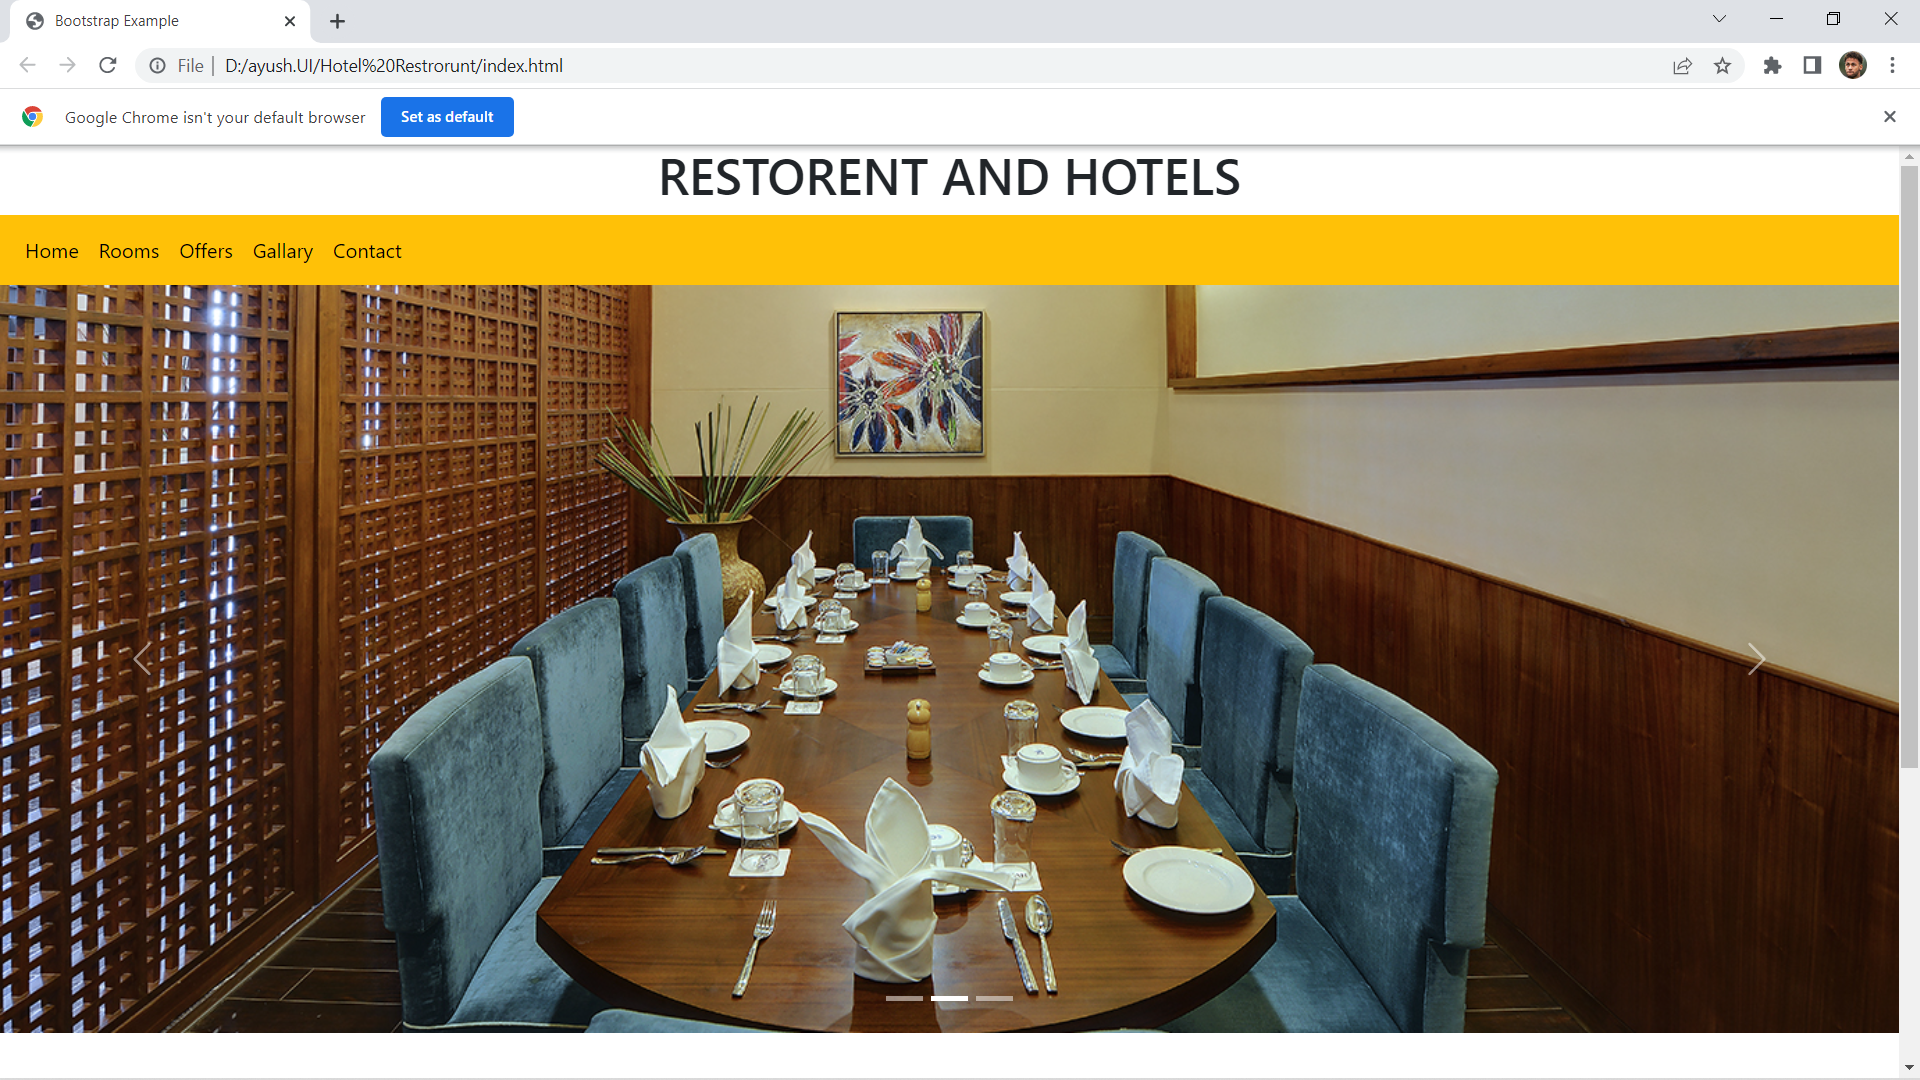 Bootstrap Example
File | D:/ayush.UI/Hotel%20Restrorunt/index.html
Google Chrome isn't your default browser Set as default
RESTORENT AND HOTELS
Home Rooms Offers Gallary Contact